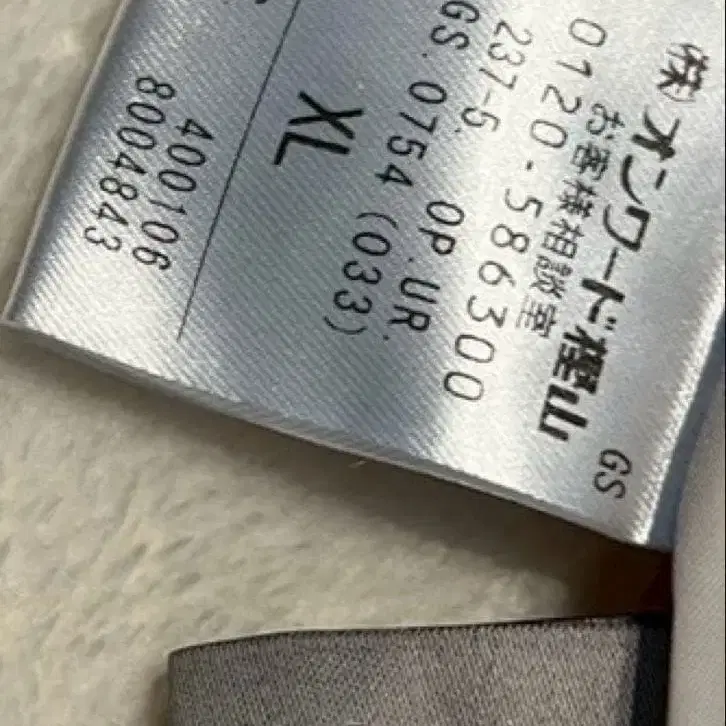 (株)オンワード樫山 GS
お客様相談室
0120-586300
237-5. OP.UR.
GS.0754(033)
XL
400106
8004843